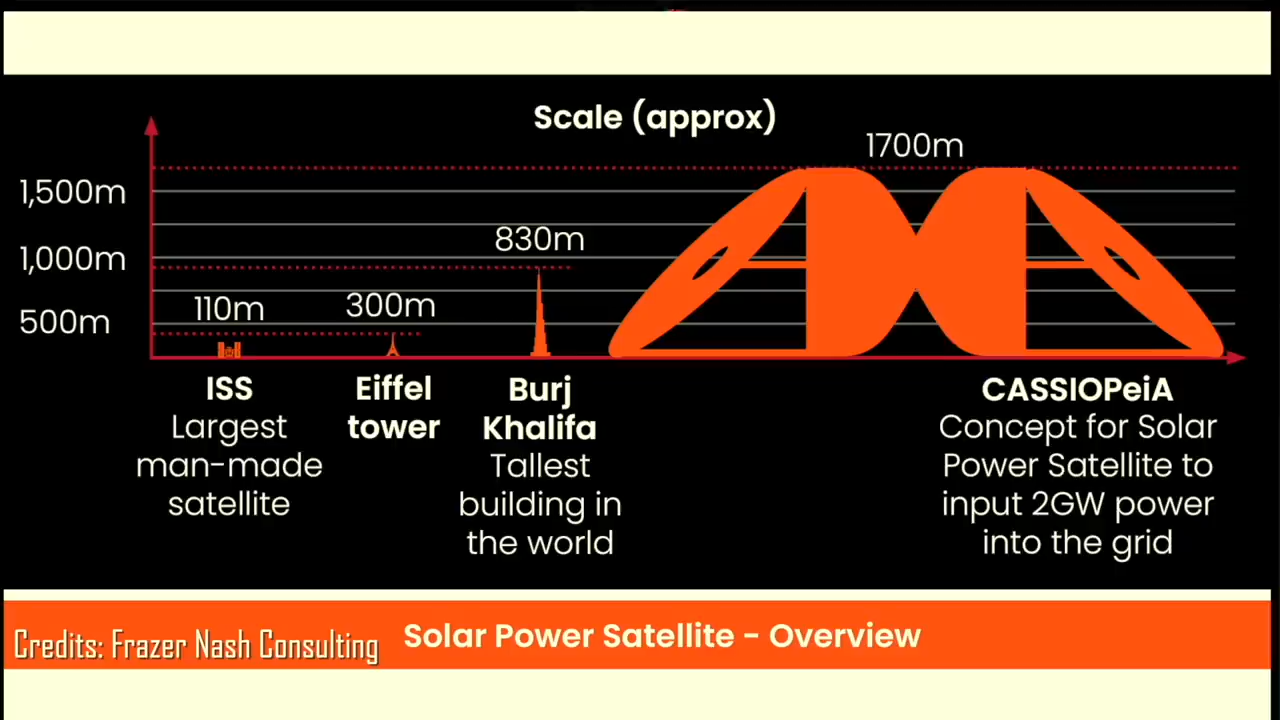 Scale (approx)
1700m
1,500m
830m
1,000m
110m
300m
500m
ISS
Largest
man-made
satellite
Eiffel
tower
Burj
Khalifa
Tallest
building in
the world
CASSIOPeiA
Concept for Solar
Power Satellite to
input 2GW power
into the grid
Credits: Frazer Nash Consulting
Solar Power Satellite - Overview